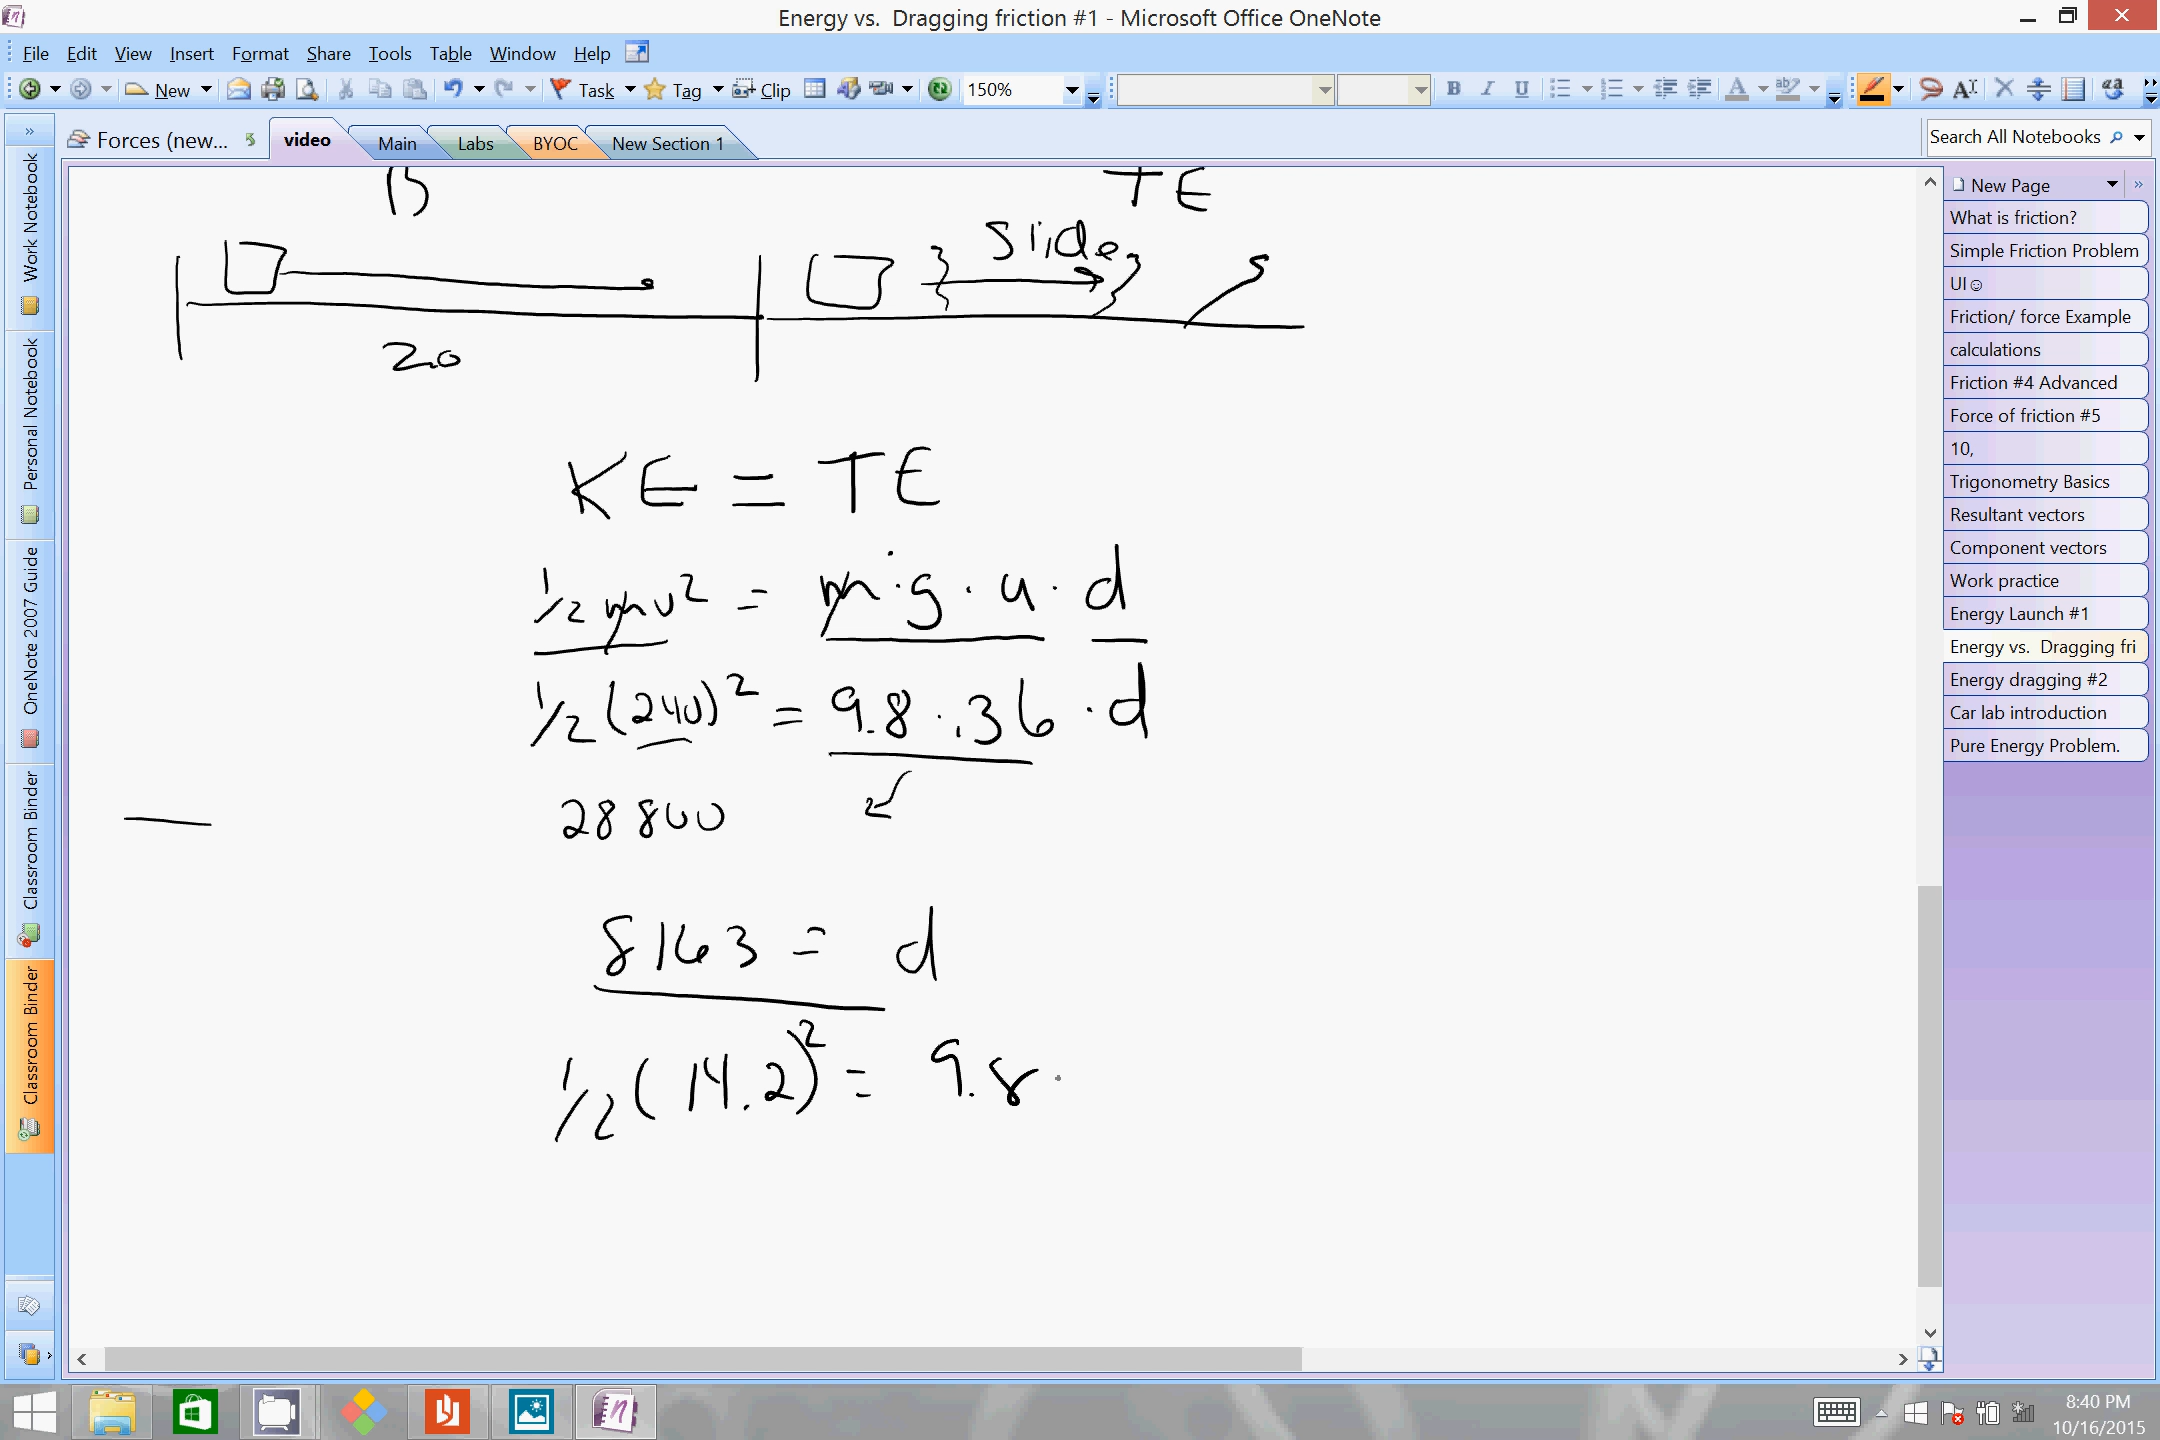 Energy vs.  Dragging friction #1 - Microsoft Office OneNote
File Edit View Insert Format Share Tools Table Window Help
New Task Tag Clip 150% B I U
Forces (new... video Main Labs BYOC New Section 1
Search All Notebooks
Work Notebook
Personal Notebook
OneNote 2007 Guide
Classroom Binder
Classroom Binder
B TE
Slide
20
KE = TE
1/2 mv² = m·g·u·d
1/2 (240)² = 9.8·.36·d
28800
8163 = d
1/2 (14.2)² = 9.8·
New Page
What is friction?
Simple Friction Problem
UI☺
Friction/ force Example
calculations
Friction #4 Advanced
Force of friction #5
10,
Trigonometry Basics
Resultant vectors
Component vectors
Work practice
Energy Launch #1
Energy vs.  Dragging fri
Energy dragging #2
Car lab introduction
Pure Energy Problem.
8:40 PM
10/16/2015